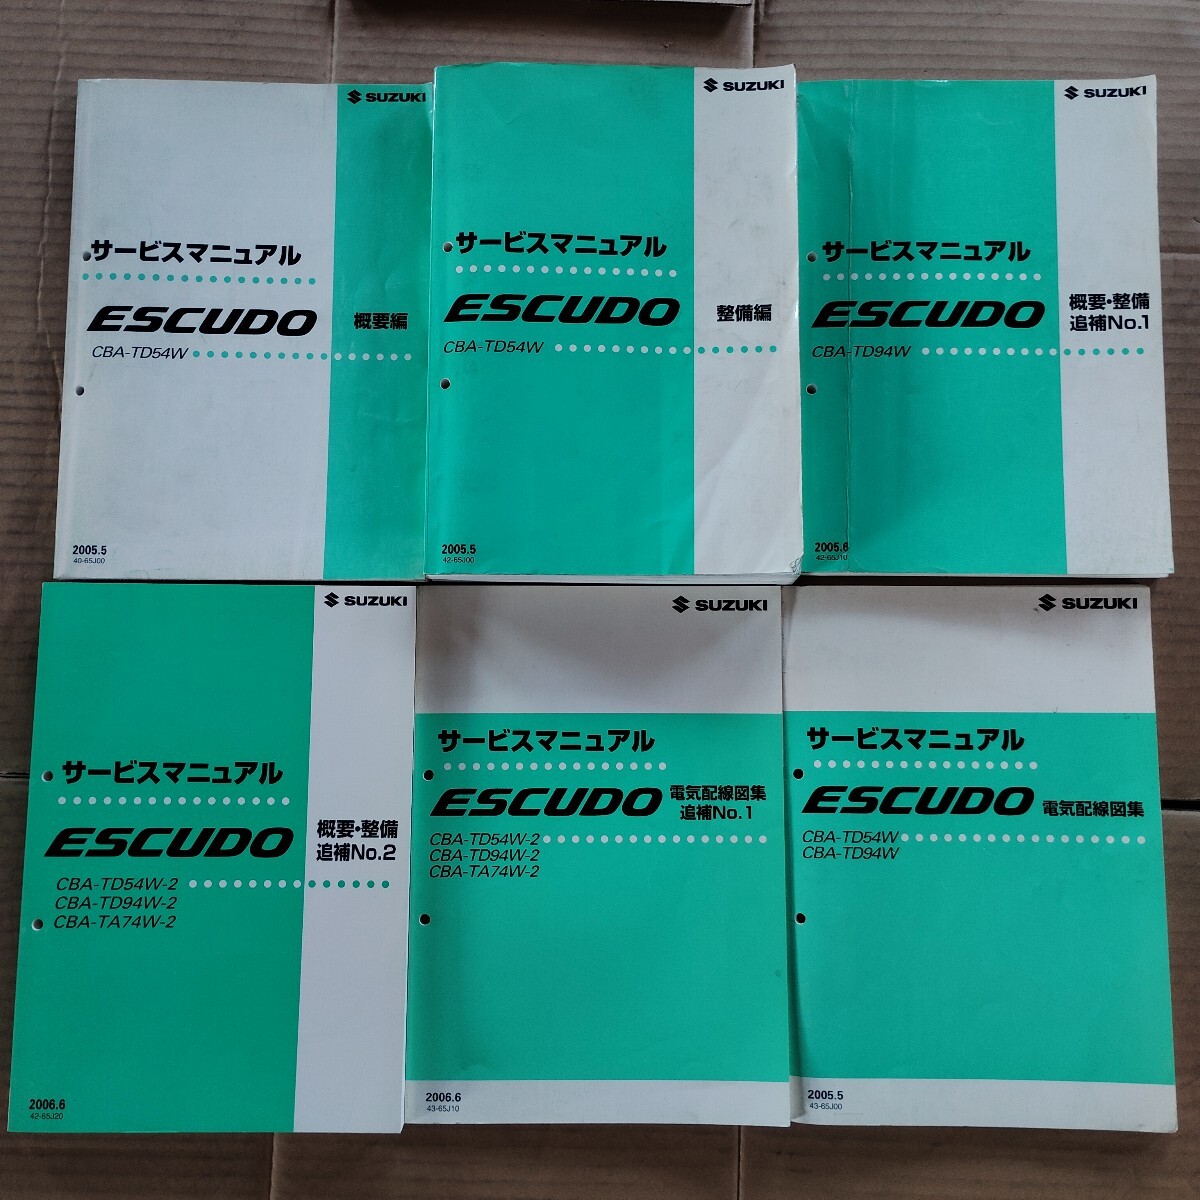 SUZUKI
サービスマニュアル
ESCUDO 概要編
CBA-TD54W
2005.5
40-65J00
SUZUKI
サービスマニュアル
ESCUDO 整備編
CBA-TD54W
2005.5
42-65J00
SUZUKI
サービスマニュアル
概要・整備
ESCUDO 追補No.1
CBA-TD94W
2005.6
42-65J10
SUZUKI
サービスマニュアル
概要・整備
ESCUDO 追補No.2
CBA-TD54W-2
CBA-TD94W-2
CBA-TA74W-2
2006.6
42-65J20
SUZUKI
サービスマニュアル
電気配線図集
ESCUDO 追補No.1
CBA-TD54W-2
CBA-TD94W-2
CBA-TA74W-2
2006.6
43-65J10
SUZUKI
サービスマニュアル
ESCUDO 電気配線図集
CBA-TD54W
CBA-TD94W
2005.5
43-65J00